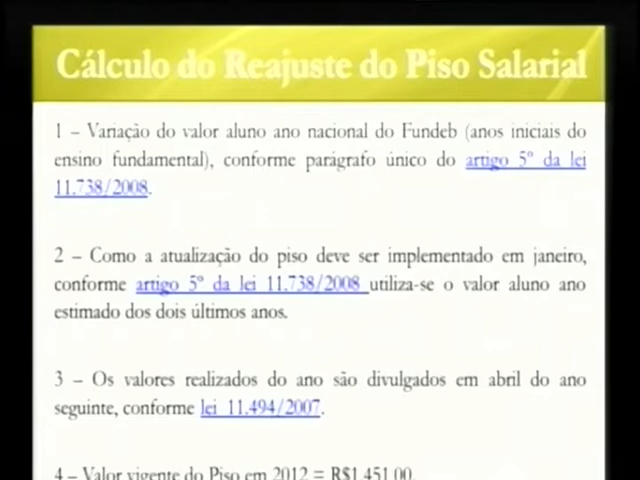 Cálculo do Reajuste do Piso Salarial
1 – Variação do valor aluno ano nacional do Fundeb (anos iniciais do
ensino fundamental), conforme parágrafo único do artigo 5º da lei
11.738/2008.
2 – Como a atualização do piso deve ser implementado em janeiro,
conforme artigo 5º da lei 11.738/2008 utiliza-se o valor aluno ano
estimado dos dois últimos anos.
3 – Os valores realizados do ano são divulgados em abril do ano
seguinte, conforme lei 11.494/2007.
4 – Valor vigente do Piso em 2012 = R$1.451,00.